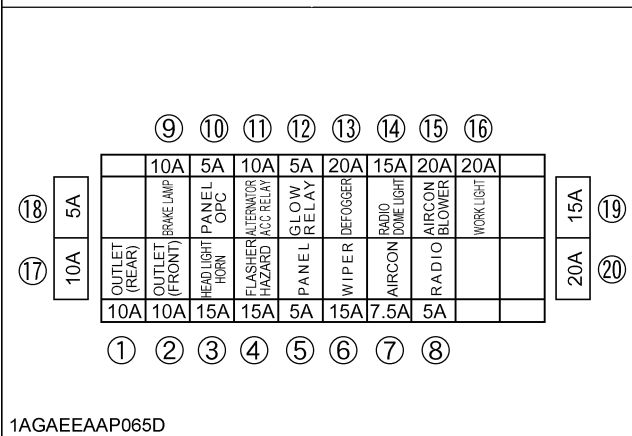 ⑨ ⑩ ⑪ ⑫ ⑬ ⑭ ⑮ ⑯
10A 5A 10A 5A 20A 15A 20A 20A
⑱ 5A
BRAKE LAMP
PANEL
OPC
ALTERNATOR
ACC RELAY
GLOW
RELAY
DEFOGGER
RADIO
DOME LIGHT
AIRCON
BLOWER
WORK LIGHT
15A ⑲
⑰ 10A
OUTLET
(REAR)
OUTLET
(FRONT)
HEAD LIGHT
HORN
FLASHER
HAZARD
PANEL
WIPER
AIRCON
RADIO
20A ⑳
10A 10A 15A 15A 5A 15A 7.5A 5A
① ② ③ ④ ⑤ ⑥ ⑦ ⑧
1AGAEEAAP065D